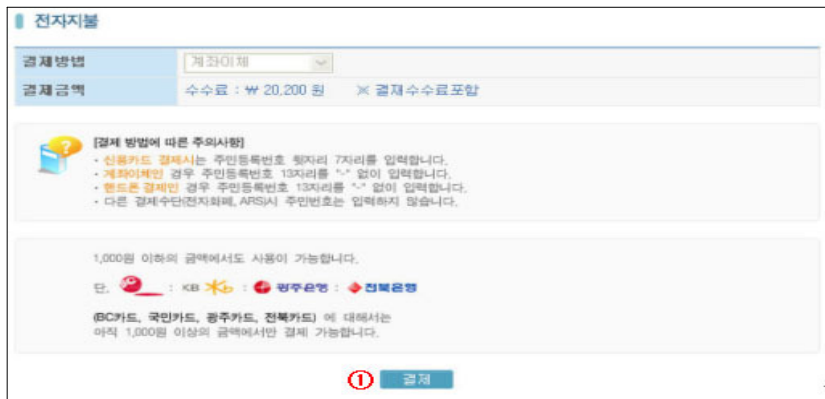 전자지불
결제방법 계좌이체
결제금액 수수료 : ₩ 20,200 원 ※ 결재수수료포함
[결제 방법에 따른 주의사항]
· 신용카드 결제시는 주민등록번호 뒷자리 7자리를 입력합니다.
· 계좌이체인 경우 주민등록번호 13자리를 "-" 없이 입력합니다.
· 핸드폰 결제인 경우 주민등록번호 13자리를 "-" 없이 입력합니다.
· 다른 결제수단(전자화폐, ARS)시 주민번호는 입력하지 않습니다.
1,000원 이하의 금액에서도 사용이 가능합니다.
단, : KB : 광주은행 : 전북은행
(BC카드, 국민카드, 광주카드, 전북카드) 에 대해서는
아직 1,000원 이상의 금액에서만 결제 가능합니다.
① 결제